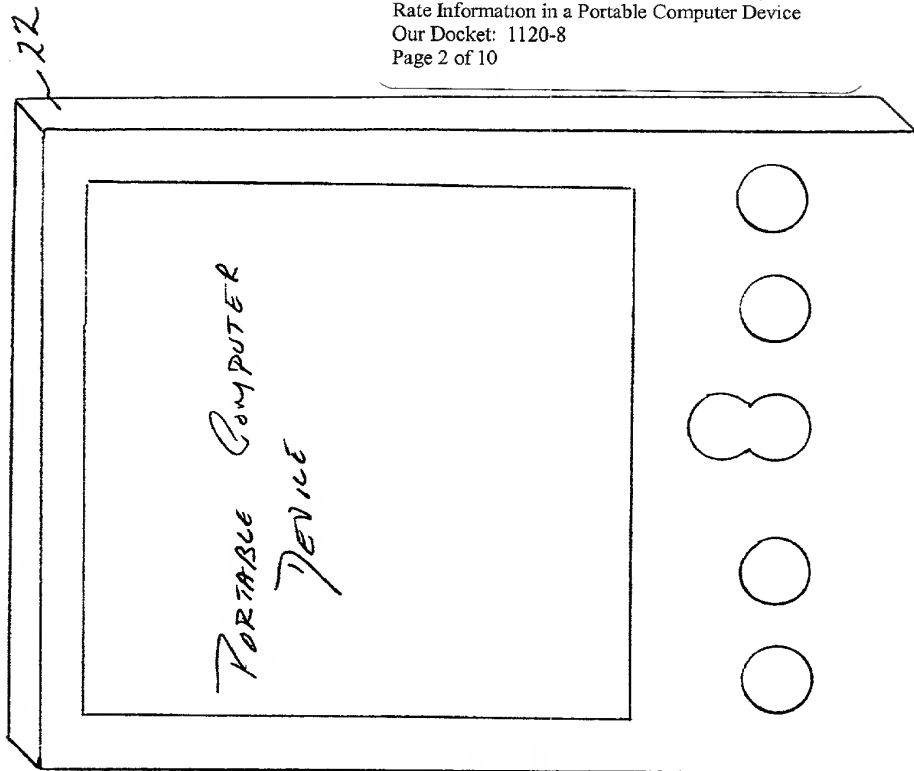 Rate Information in a Portable Computer Device
Our Docket: 1120-8
Page 2 of 10
22
PORTABLE COMPUTER
DEVICE